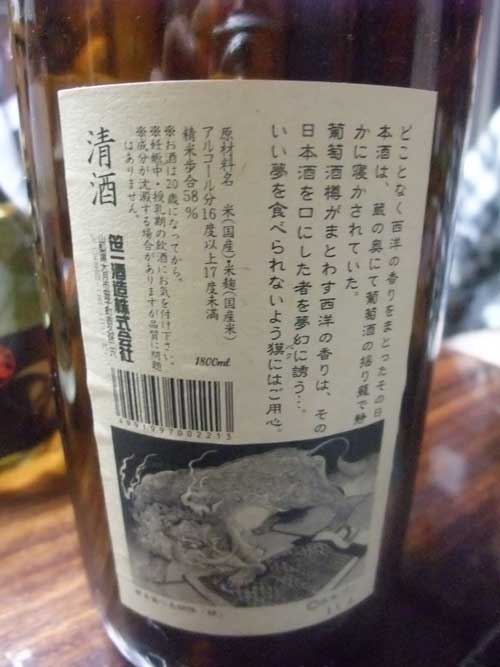 どことなく西洋の香りをまとったその日
本酒は、蔵の奥にて葡萄酒の揺り籠で静
かに寝かされていた。
葡萄酒樽がまとわす西洋の香りは、その
日本酒を口にした者を夢幻に誘う…。
いい夢を食べられないよう獏にはご用心。
バク
原材料名 米(国産)・米麹(国産米)
アルコール分16度以上17度未満
精米歩合58%
※お酒は20歳になってから。
※妊娠中・授乳期の飲酒にお気を付け下さい。
※成分が沈澱する場合がありますが品質に問題
はありません。
清酒
笹一酒造株式会社
1800ml
4991997002213